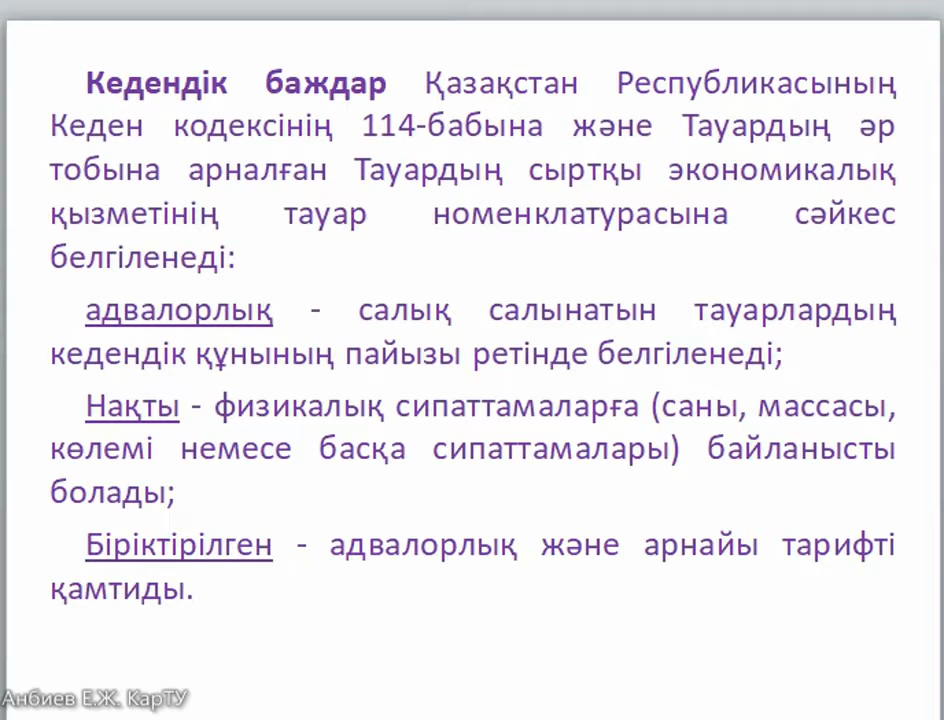 Кедендік баждар Қазақстан Республикасының
Кеден кодексінің 114-бабына және Тауардың әр
тобына арналған Тауардың сыртқы экономикалық
қызметінің тауар номенклатурасына сәйкес
белгіленеді:
адвалорлық - салық салынатын тауарлардың
кедендік құнының пайызы ретінде белгіленеді;
Нақты - физикалық сипаттамаларға (саны, массасы,
көлемі немесе басқа сипаттамалары) байланысты
болады;
Біріктірілген - адвалорлық және арнайы тарифті
қамтиды.
Анбиев Е.Ж. КарТУ